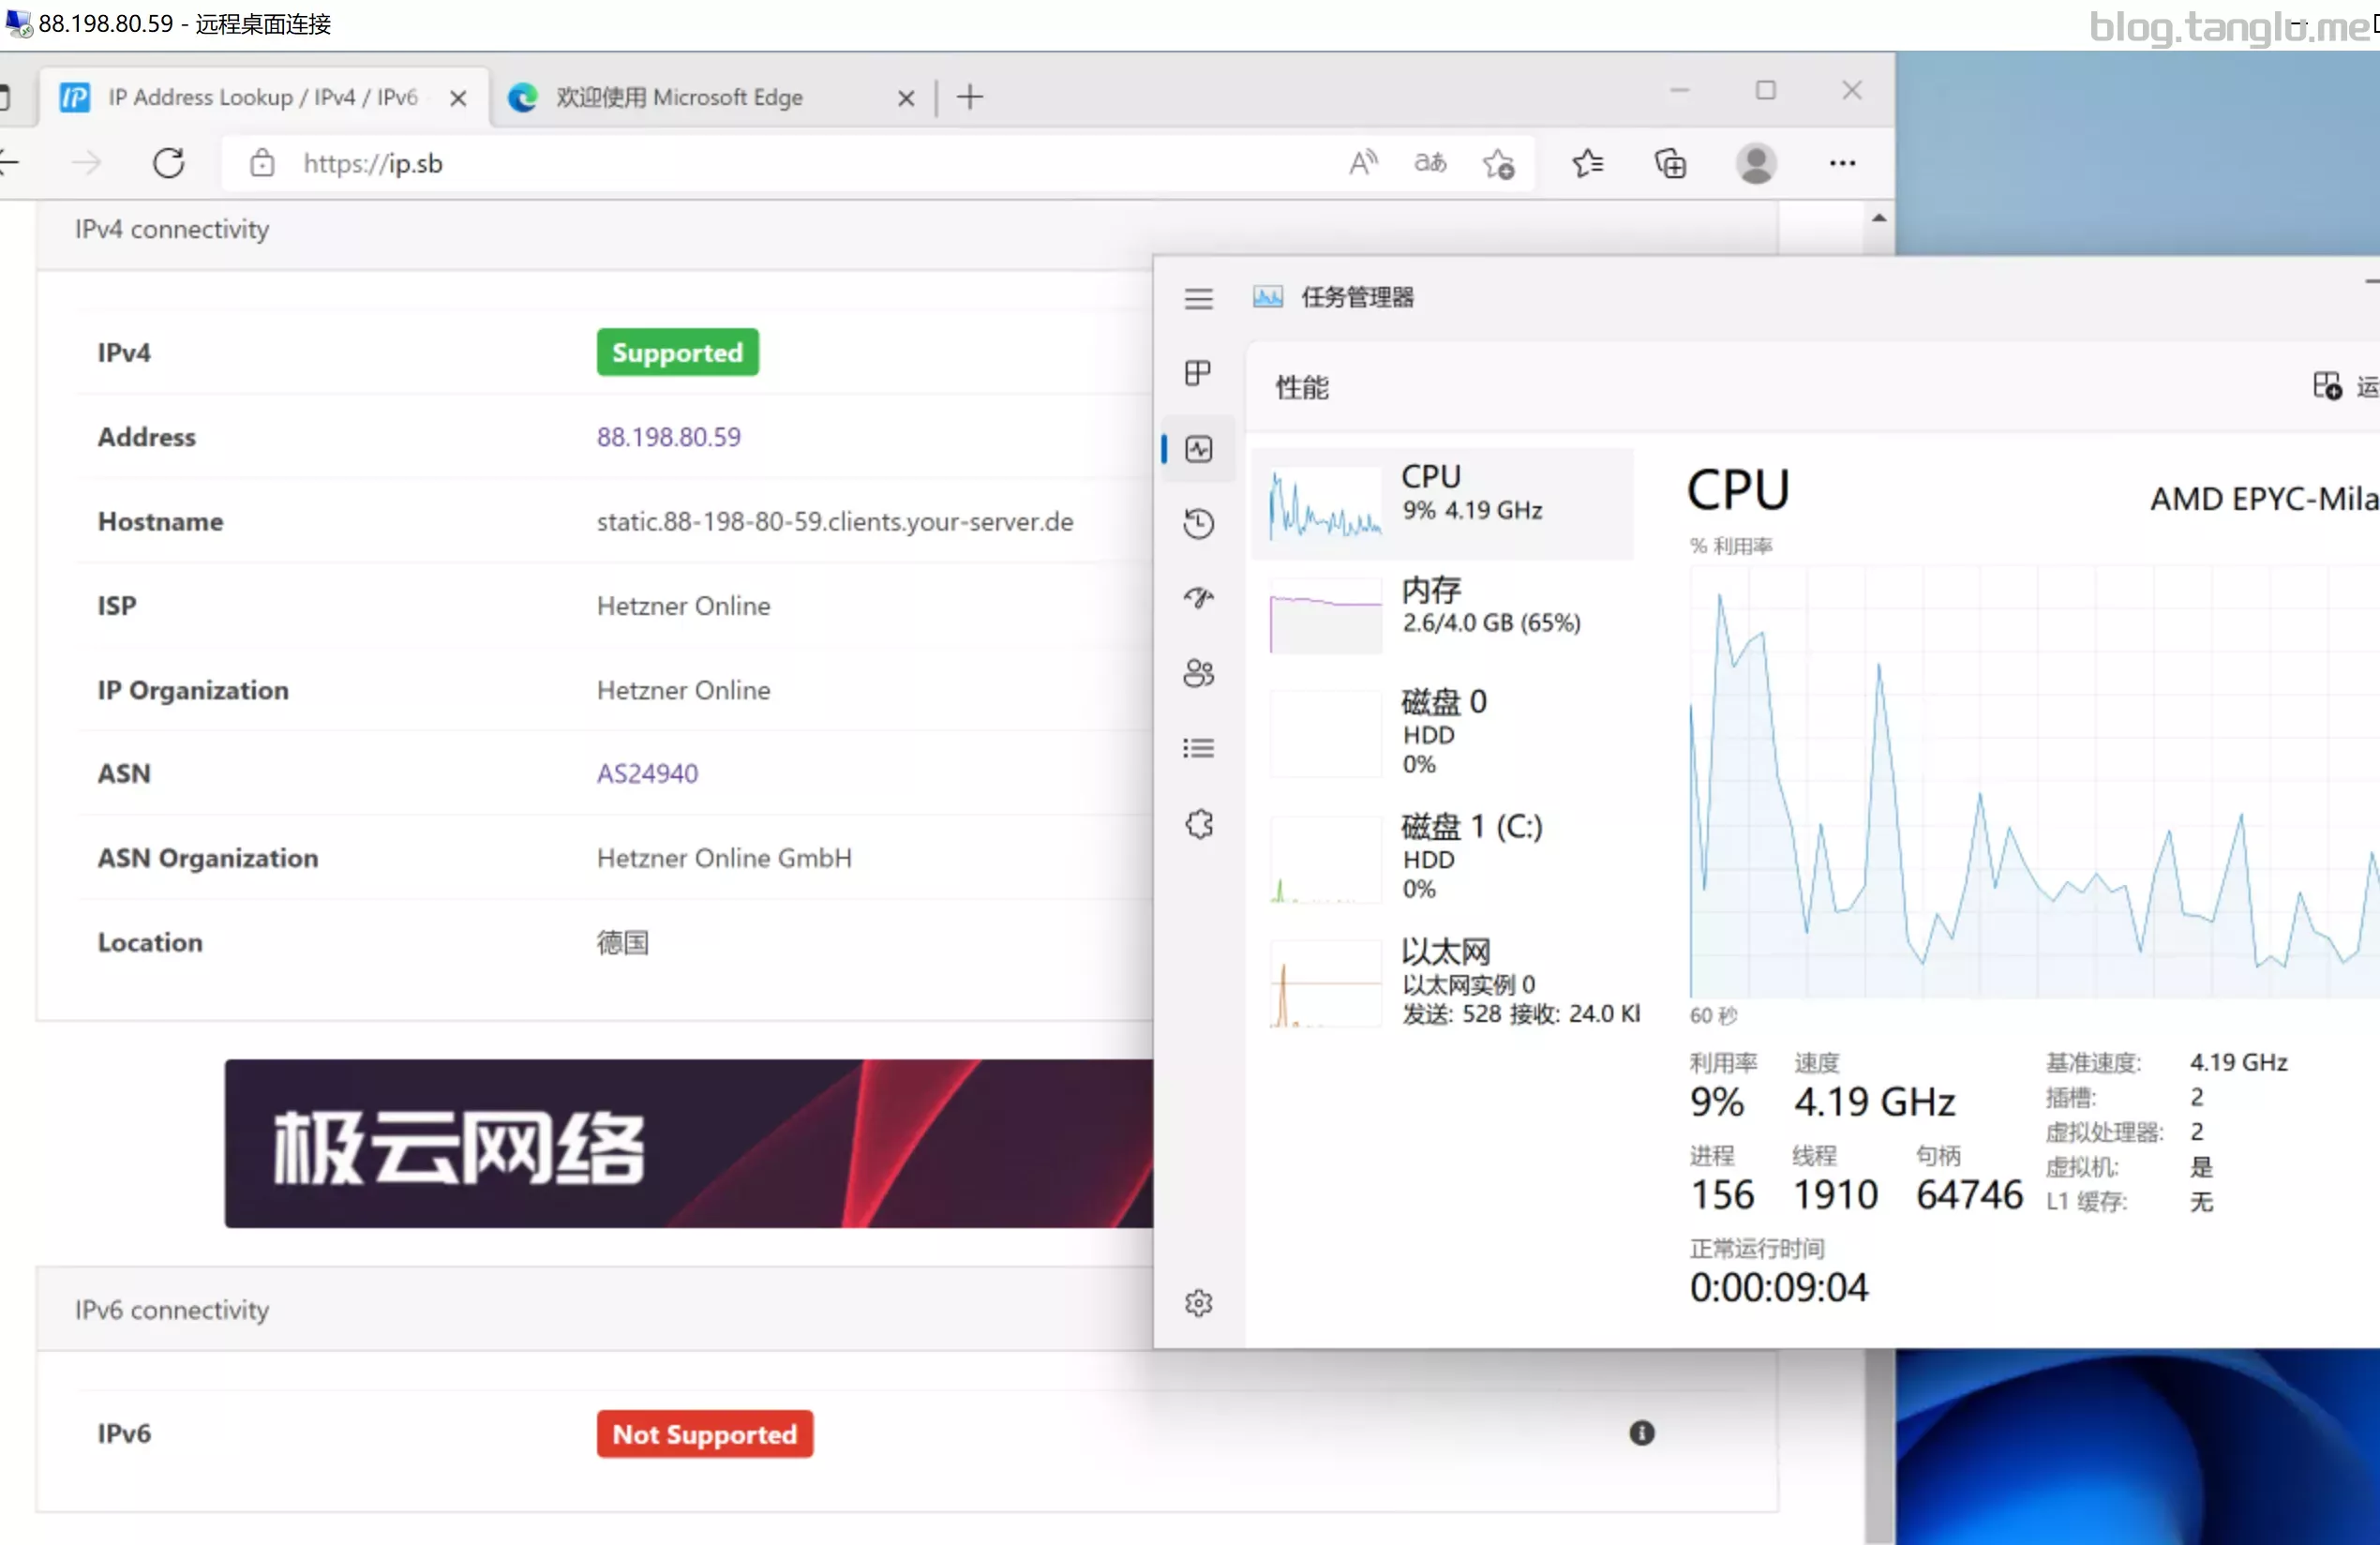 88.198.80.59 - 远程桌面连接
blog.tanglu.me
IP Address Lookup / IPv4 / IPv6
欢迎使用 Microsoft Edge
https://ip.sb
IPv4 connectivity
IPv4 Supported
Address 88.198.80.59
Hostname static.88-198-80-59.clients.your-server.de
ISP Hetzner Online
IP Organization Hetzner Online
ASN AS24940
ASN Organization Hetzner Online GmbH
Location 德国
极云网络
IPv6 connectivity
IPv6 Not Supported
任务管理器
性能
运
CPU
9% 4.19 GHz
内存
2.6/4.0 GB (65%)
磁盘 0
HDD
0%
磁盘 1 (C:)
HDD
0%
以太网
以太网实例 0
发送: 528 接收: 24.0
CPU
AMD EPYC-Mila
% 利用率
60 秒
利用率 速度
9% 4.19 GHz
进程 线程 句柄
156 1910 64746
正常运行时间
0:00:09:04
基准速度: 4.19 GHz
插槽: 2
虚拟处理器: 2
虚拟机: 是
L1 缓存: 无